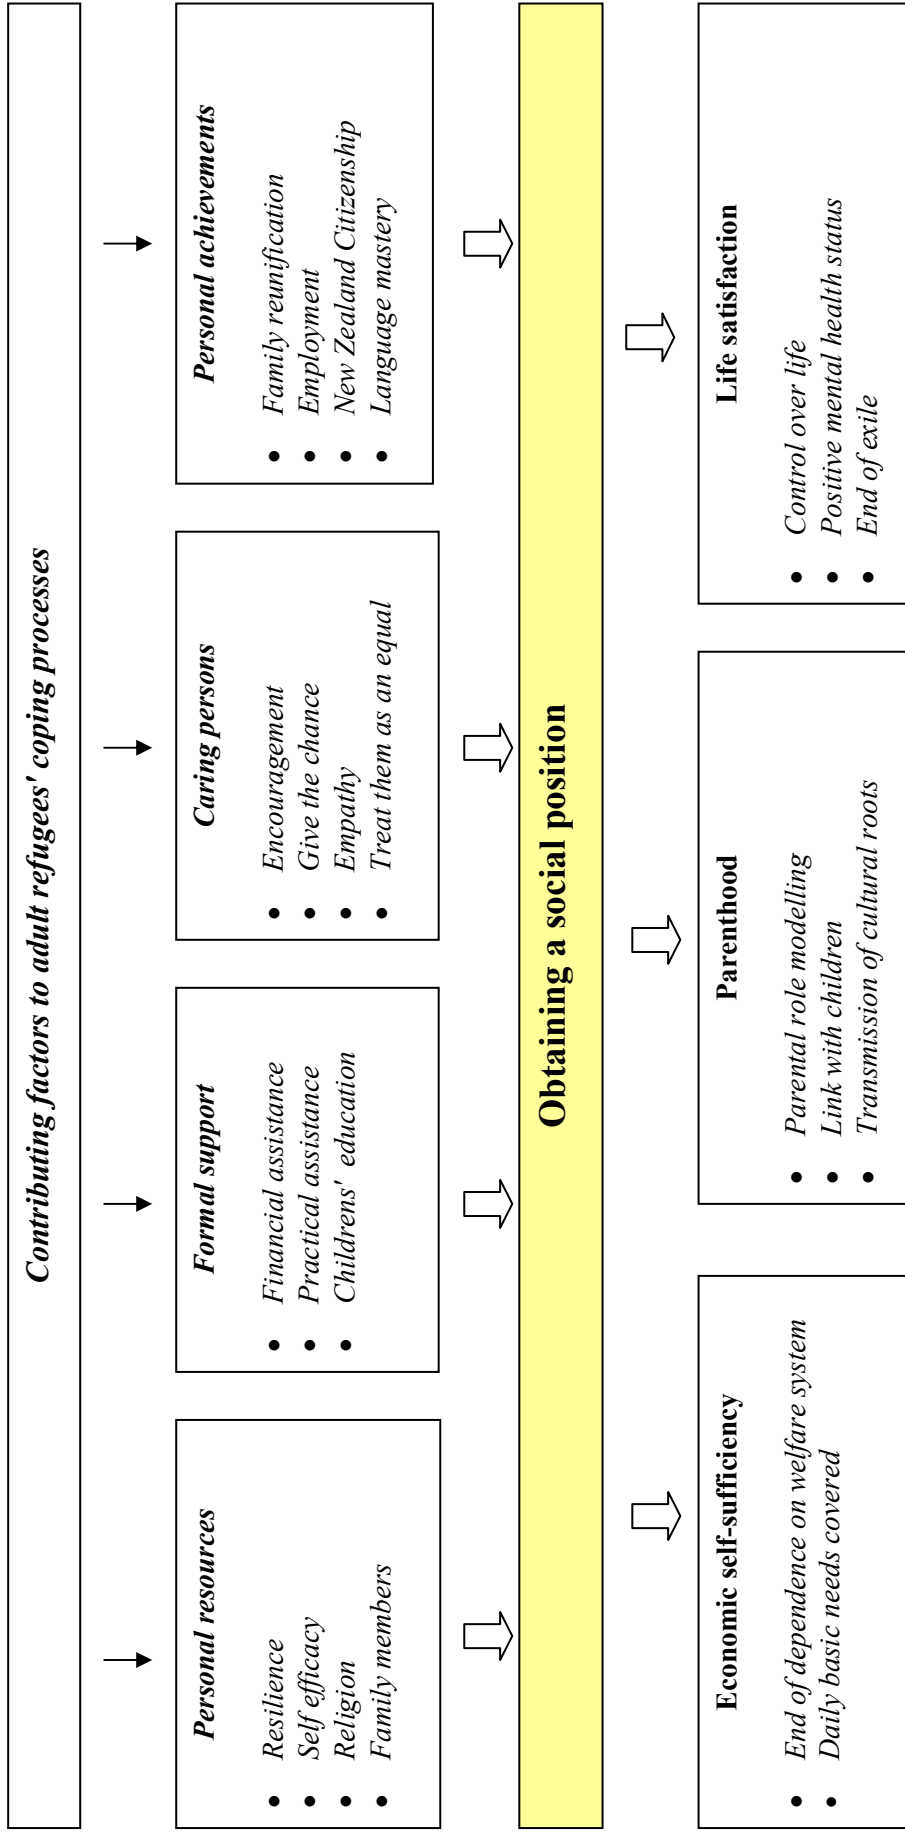 Contributing factors to adult refugees' coping processes
Personal resources
• Resilience
• Self efficacy
• Religion
• Family members
Formal support
• Financial assistance
• Practical assistance
• Childrens' education
Caring persons
• Encouragement
• Give the chance
• Empathy
• Treat them as an equal
Personal achievements
• Family reunification
• Employment
• New Zealand Citizenship
• Language mastery
Obtaining a social position
Economic self-sufficiency
• End of dependence on welfare system
• Daily basic needs covered
Parenthood
• Parental role modelling
• Link with children
• Transmission of cultural roots
Life satisfaction
• Control over life
• Positive mental health status
• End of exile